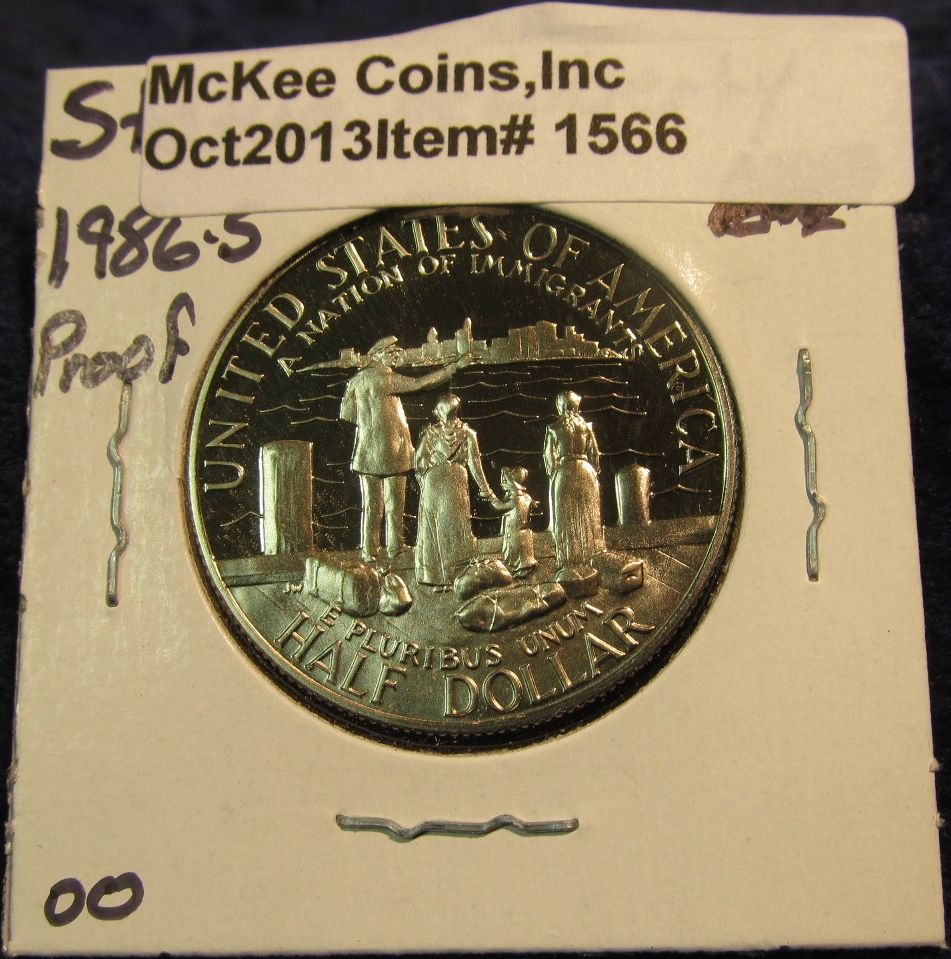 McKee Coins,Inc
Oct2013Item# 1566
1986-S
Proof
UNITED STATES OF AMERICA
A NATION OF IMMIGRANTS
E PLURIBUS UNUM
HALF DOLLAR
00